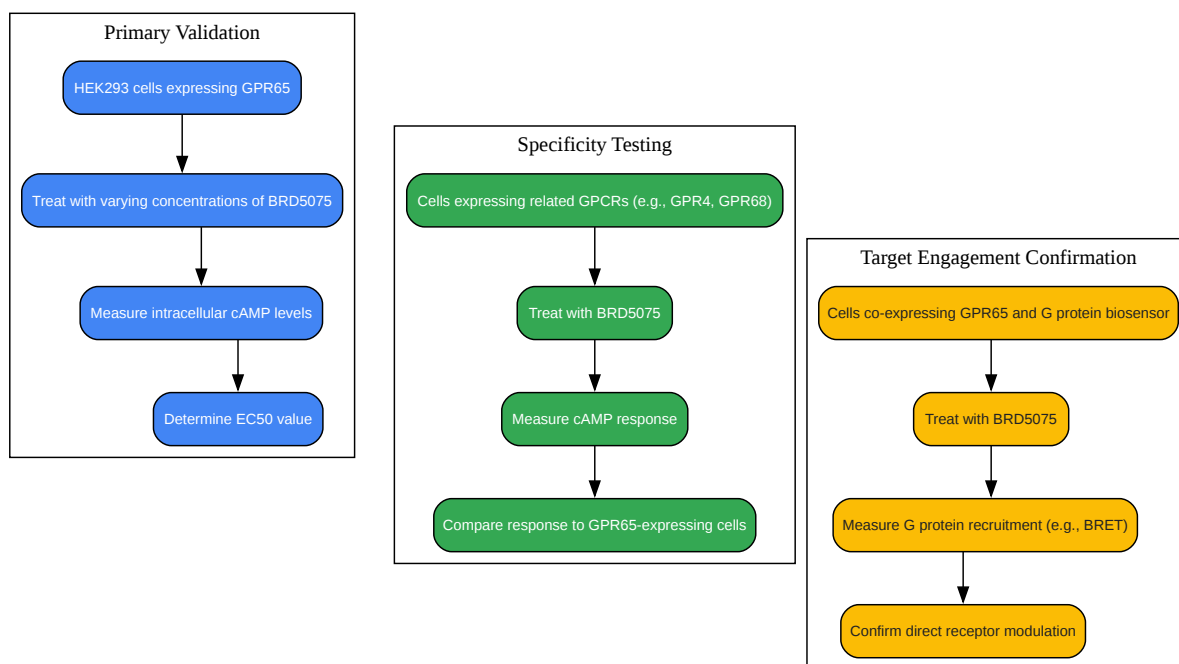 Primary Validation
HEK293 cells expressing GPR65
Treat with varying concentrations of BRD5075
Measure intracellular cAMP levels
Determine EC50 value
Specificity Testing
Cells expressing related GPCRs (e.g., GPR4, GPR68)
Treat with BRD5075
Measure cAMP response
Compare response to GPR65-expressing cells
Target Engagement Confirmation
Cells co-expressing GPR65 and G protein biosensor
Treat with BRD5075
Measure G protein recruitment (e.g., BRET)
Confirm direct receptor modulation